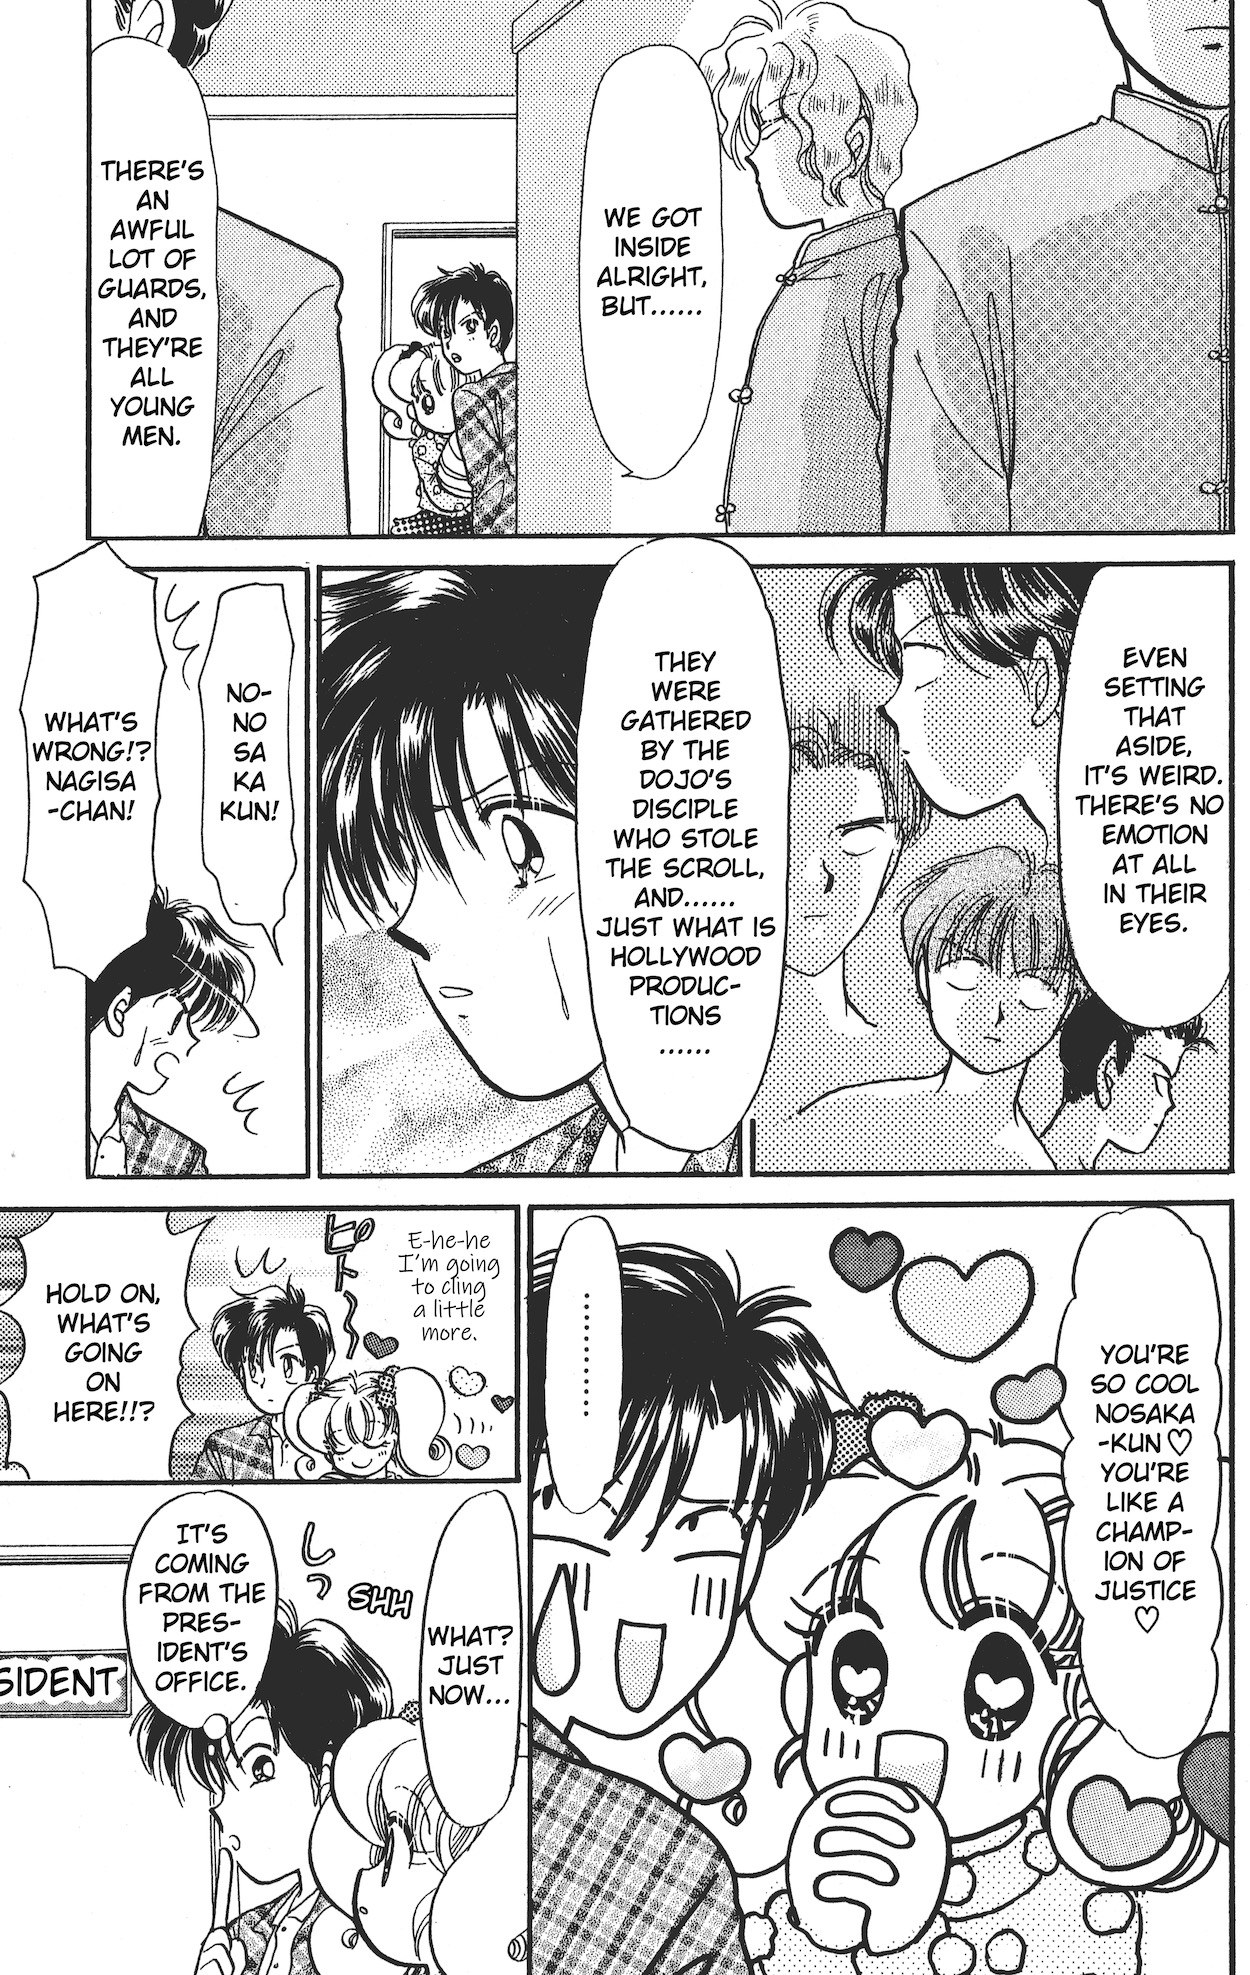 WE GOT
INSIDE
ALRIGHT,
BUT......
THERE'S
AN
AWFUL
LOT OF
GUARDS,
AND
THEY'RE
ALL
YOUNG
MEN.
EVEN
SETTING
THAT
ASIDE,
IT'S WEIRD.
THERE'S NO
EMOTION
AT ALL
IN THEIR
EYES.
THEY
WERE
GATHERED
BY THE
DOJO'S
DISCIPLE
WHO STOLE
THE SCROLL,
AND......
JUST WHAT IS
HOLLYWOOD
PRODUC-
TIONS
......
NO-
NO
SA
KA
KUN!
WHAT'S
WRONG!?
NAGISA
-CHAN!
YOU'RE
SO COOL
NOSAKA
-KUN♡
YOU'RE
LIKE A
CHAMP-
ION OF
JUSTICE
♡
............
E-he-he
I'm going
to cling
a little
more.
ピト〜
HOLD ON,
WHAT'S
GOING
ON
HERE!!?
WHAT?
JUST
NOW...
しっ
SHH
IT'S
COMING
FROM THE
PRES-
IDENT'S
OFFICE.
SIDENT